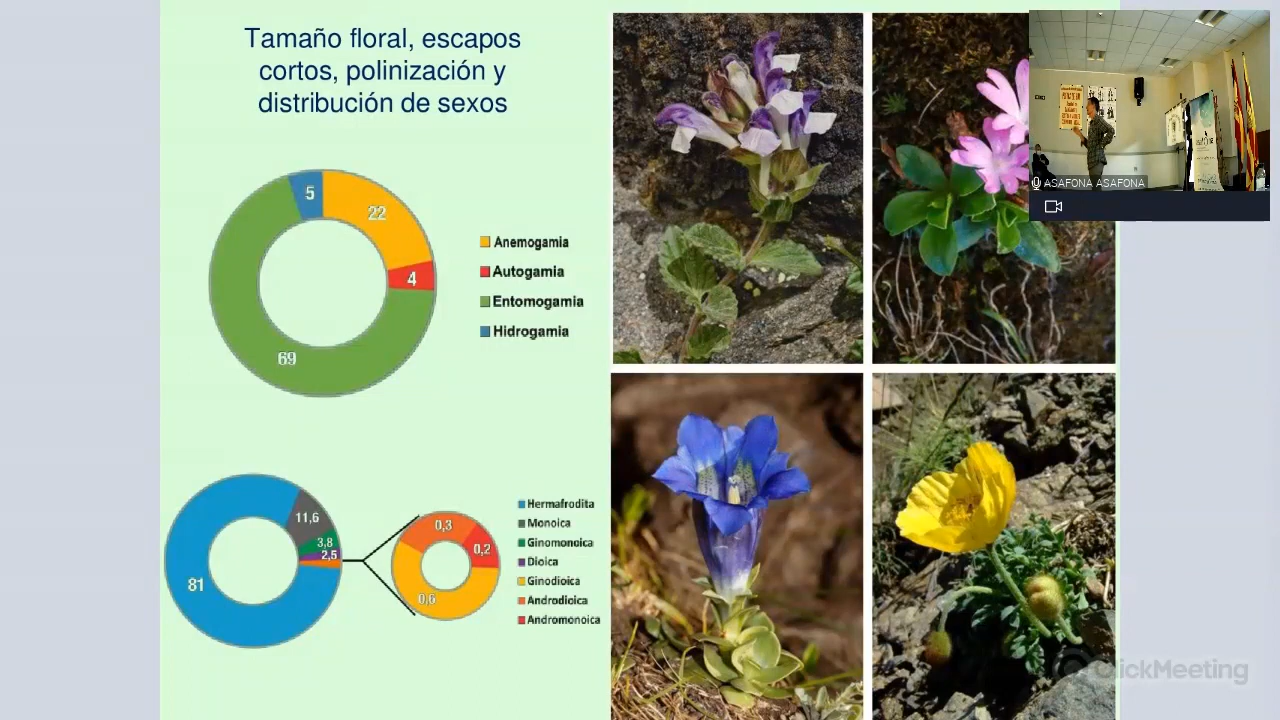 Tamaño floral, escapos
cortos, polinización y
distribución de sexos
5
22
4
69
Anemogamia
Autogamia
Entomogamia
Hidrogamia
11,6
3,8
2,5
81
0,3
0,2
0,6
Hermafrodita
Monoica
Ginomonoica
Dioica
Ginodioica
Androdioica
Andromonoica
ASAFONA ASAFONA
ClickMeeting